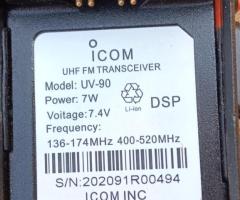 iCOM
UHF FM TRANSCEIVER
Model: UV-90
Power: 7W
Li-ion
DSP
Voitage:7.4V
Frequency:
136-174MHz 400-520MHz
S/N:202091R00494
ICOM INC